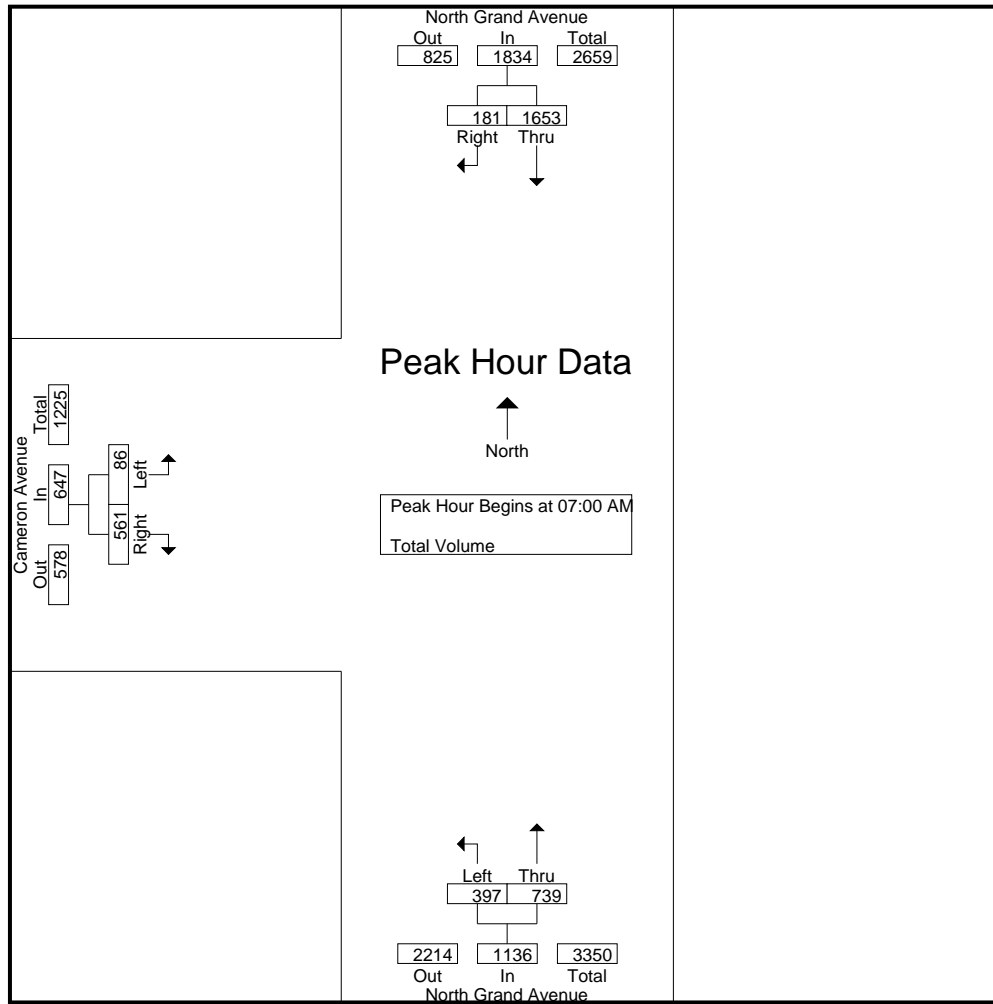 North Grand Avenue
Out In Total
825 1834 2659
181 1653
Right Thru
Peak Hour Data
North
Peak Hour Begins at 07:00 AM
Total Volume
Cameron Avenue
Out In Total
578 647 1225
561 86
Right Left
Left Thru
397 739
2214 1136 3350
Out In Total
North Grand Avenue